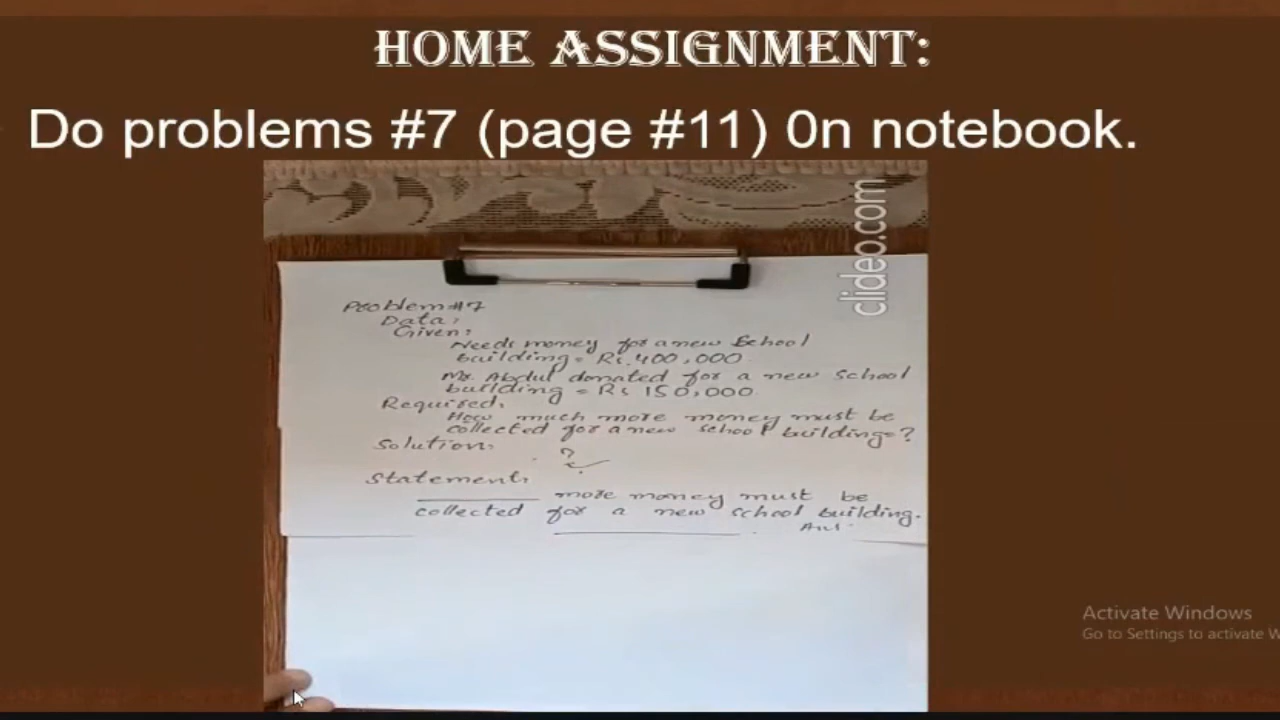 HOME ASSIGNMENT:
Do problems #7 (page #11) 0n notebook.
clideo.com
Problem#7
Data:
Given:
Needs money for a new School
building = Rs. 400,000
Mr. Abdul donated for a new school
building = Rs 150,000
Required:
How much more money must be
collected for a new school building=?
Solution:
?
Statement:
more money must be
collected for a new school building.
Ans
Activate Windows
Go to Settings to activate W